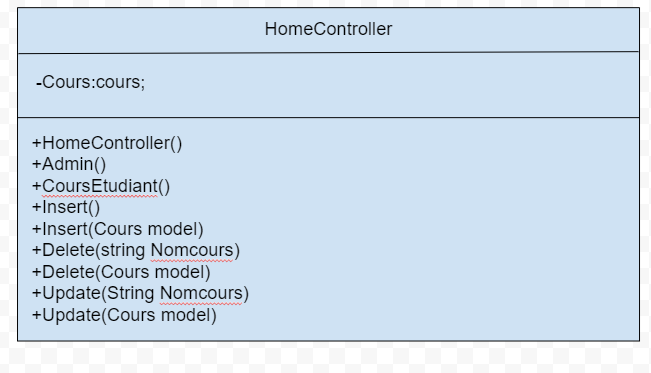 HomeController
-Cours:cours;
+HomeController()
+Admin()
+CoursEtudiant()
+Insert()
+Insert(Cours model)
+Delete(string Nomcours)
+Delete(Cours model)
+Update(String Nomcours)
+Update(Cours model)